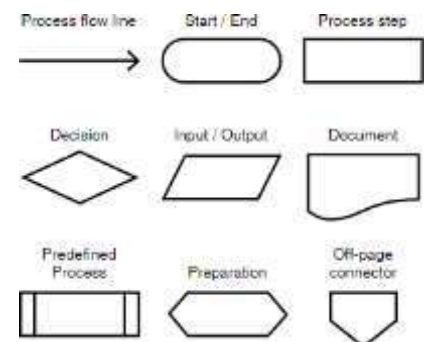 Process flow line
Start / End
Process step
Decision
Input / Output
Document
Predefined
Process
Preparation
Off-page
connector